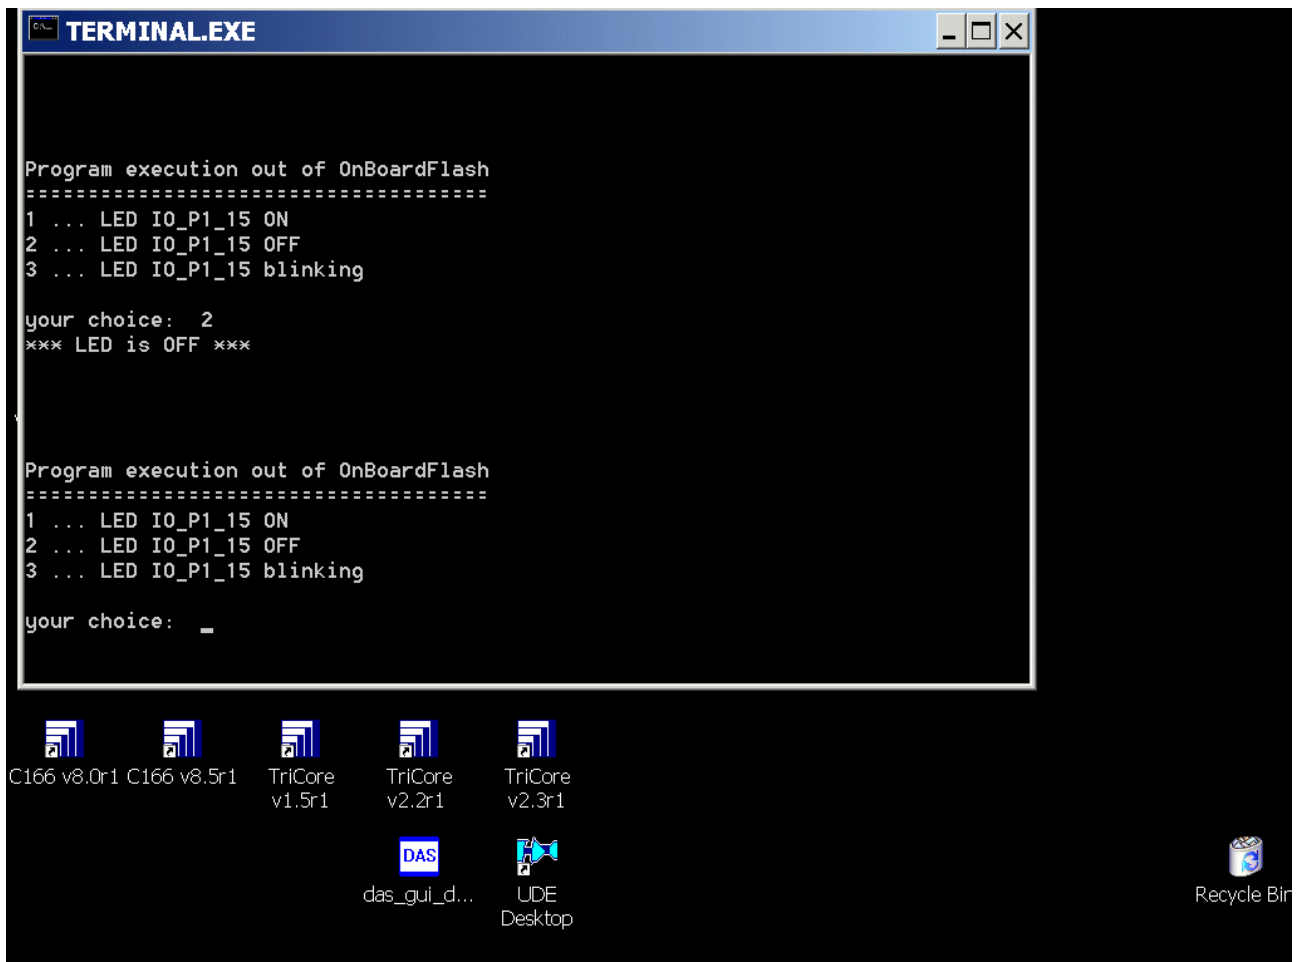 TERMINAL.EXE
Program execution out of OnBoardFlash
=====================================
1 ... LED IO_P1_15 ON
2 ... LED IO_P1_15 OFF
3 ... LED IO_P1_15 blinking
your choice:  2
*** LED is OFF ***
Program execution out of OnBoardFlash
=====================================
1 ... LED IO_P1_15 ON
2 ... LED IO_P1_15 OFF
3 ... LED IO_P1_15 blinking
your choice:  _
C166 v8.0r1 C166 v8.5r1 TriCore TriCore TriCore
v1.5r1 v2.2r1 v2.3r1
DAS
das_gui_d... UDE Recycle Bin
Desktop